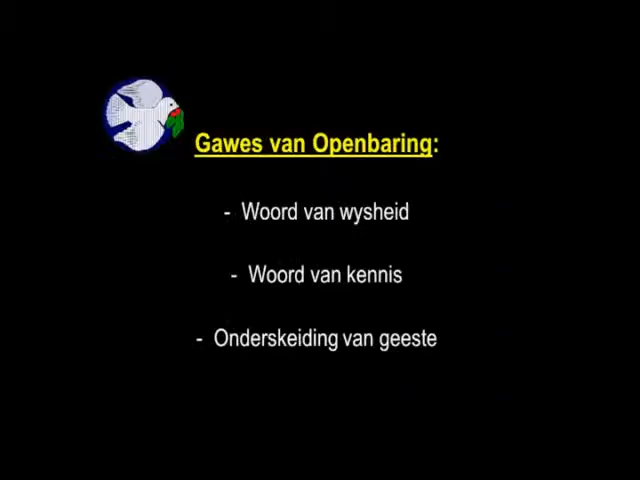 Gawes van Openbaring:
- Woord van wysheid
- Woord van kennis
- Onderskeiding van geeste